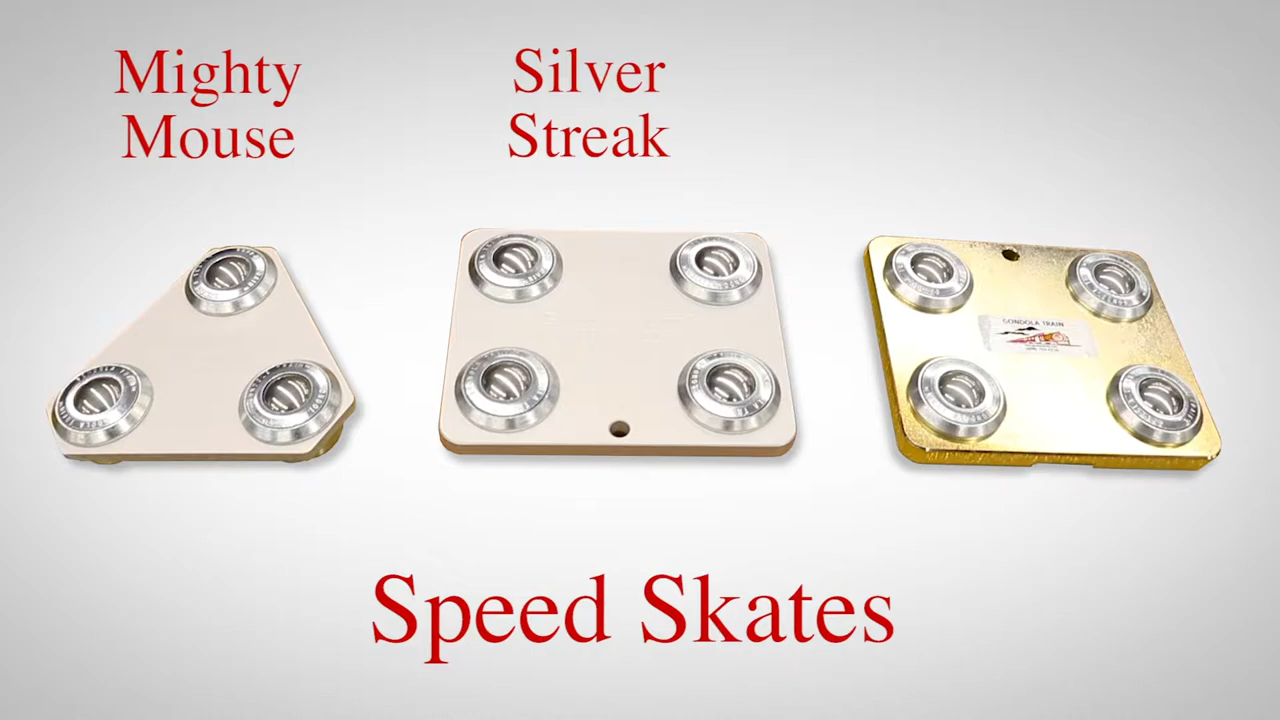 Mighty
Mouse
Silver
Streak
GONDOLA TRAIN
Speed Skates